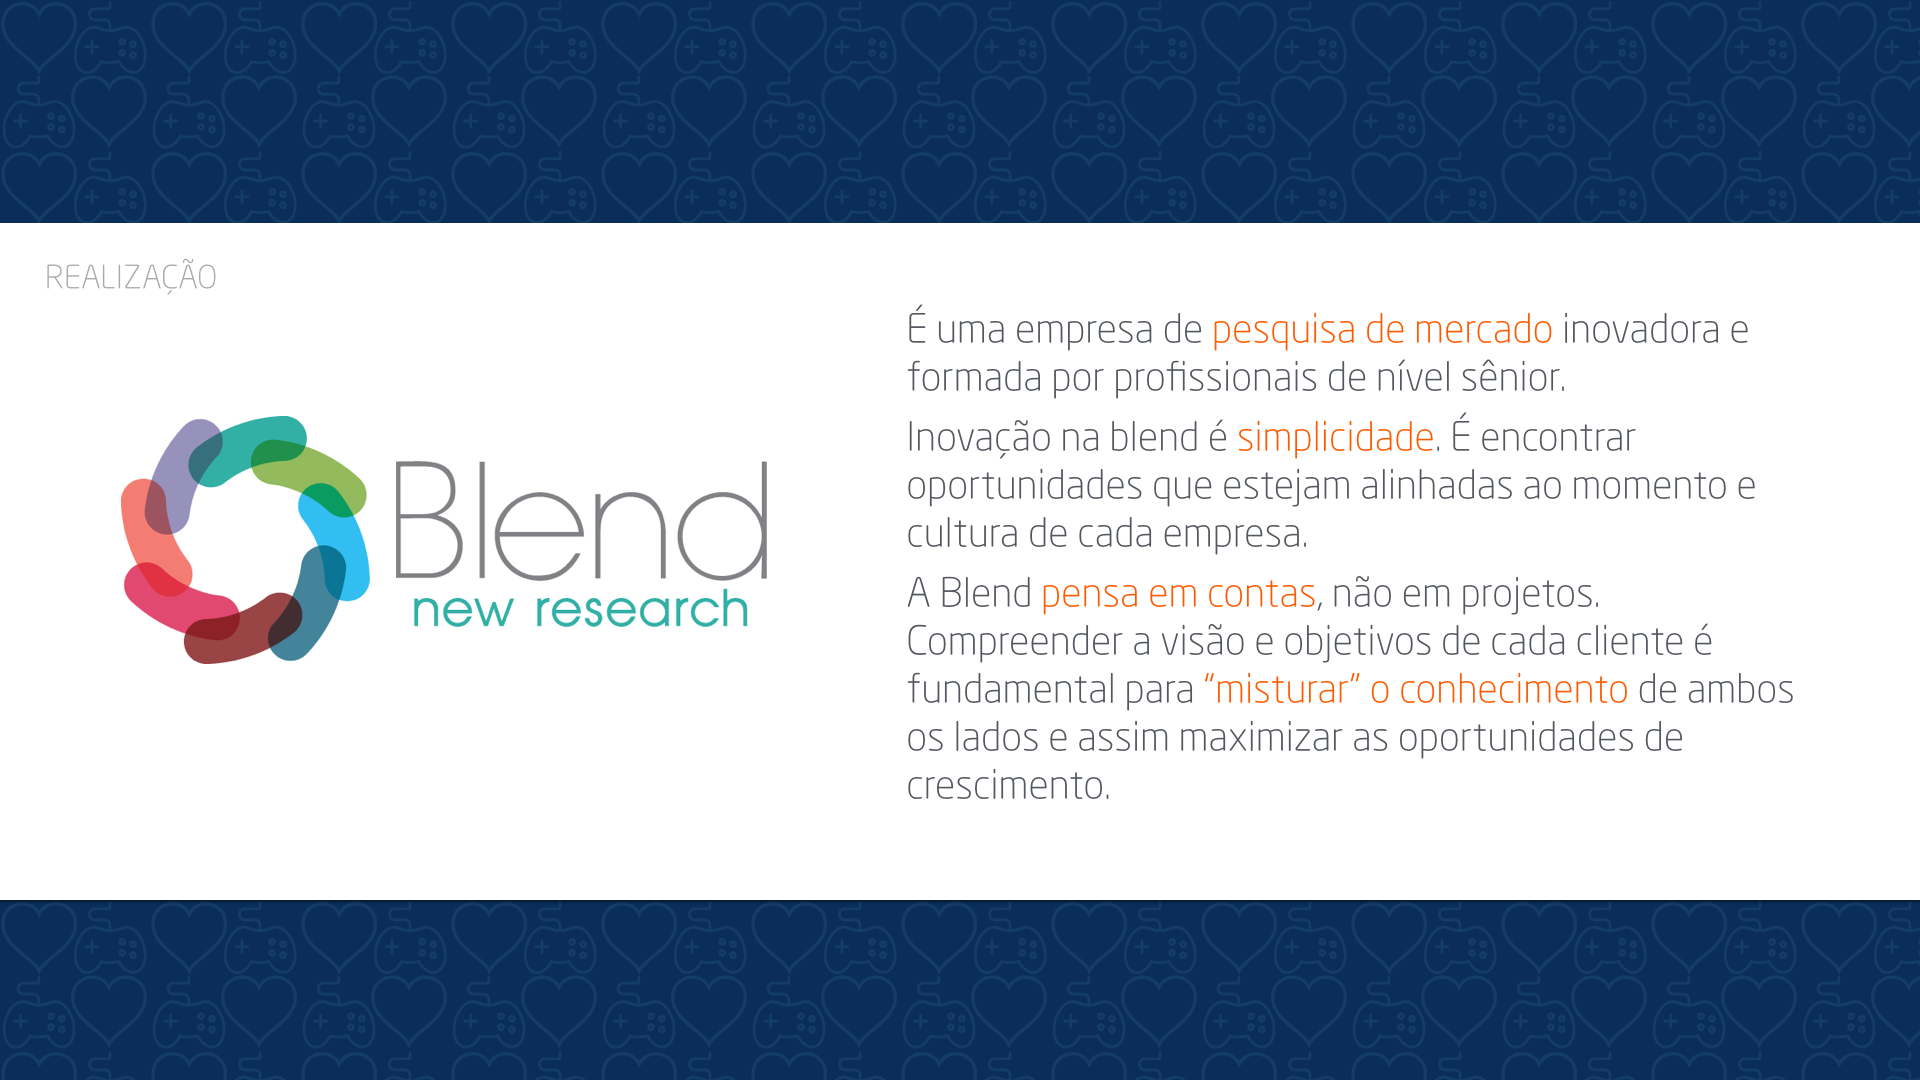 REALIZAÇÃO
Blend
new research
É uma empresa de pesquisa de mercado inovadora e
formada por profissionais de nível sênior.
Inovação na blend é simplicidade. É encontrar
oportunidades que estejam alinhadas ao momento e
cultura de cada empresa.
A Blend pensa em contas, não em projetos.
Compreender a visão e objetivos de cada cliente é
fundamental para “misturar” o conhecimento de ambos
os lados e assim maximizar as oportunidades de
crescimento.